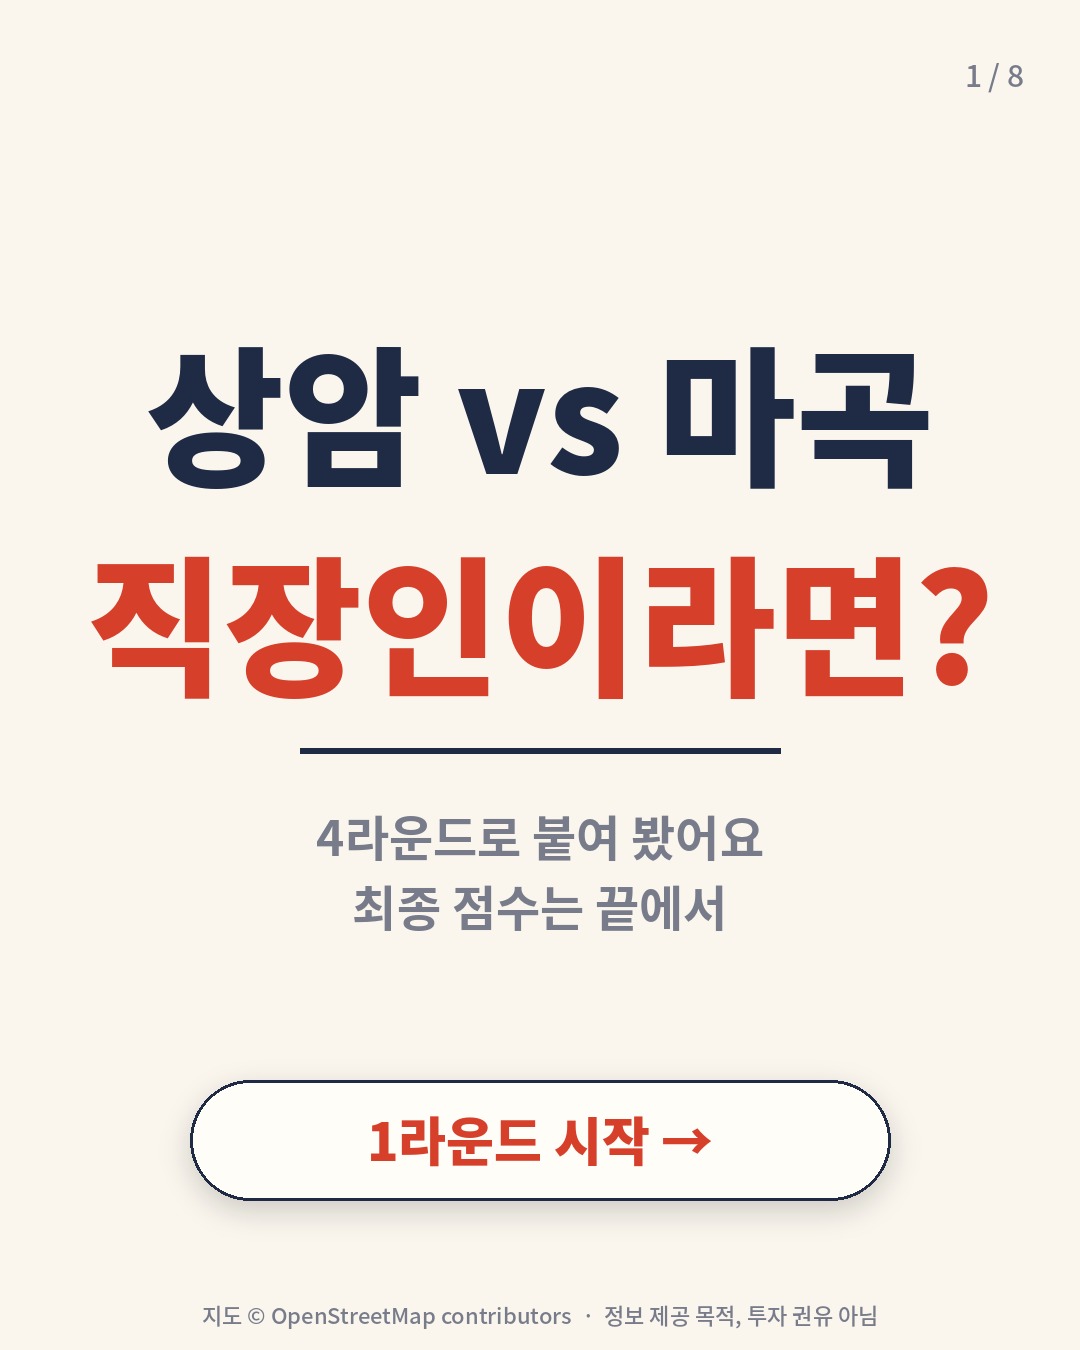 1 / 8
상암 vs 마곡
직장인이라면?
4라운드로 붙여 봤어요
최종 점수는 끝에서
1라운드 시작 →
지도 © OpenStreetMap contributors · 정보 제공 목적, 투자 권유 아님